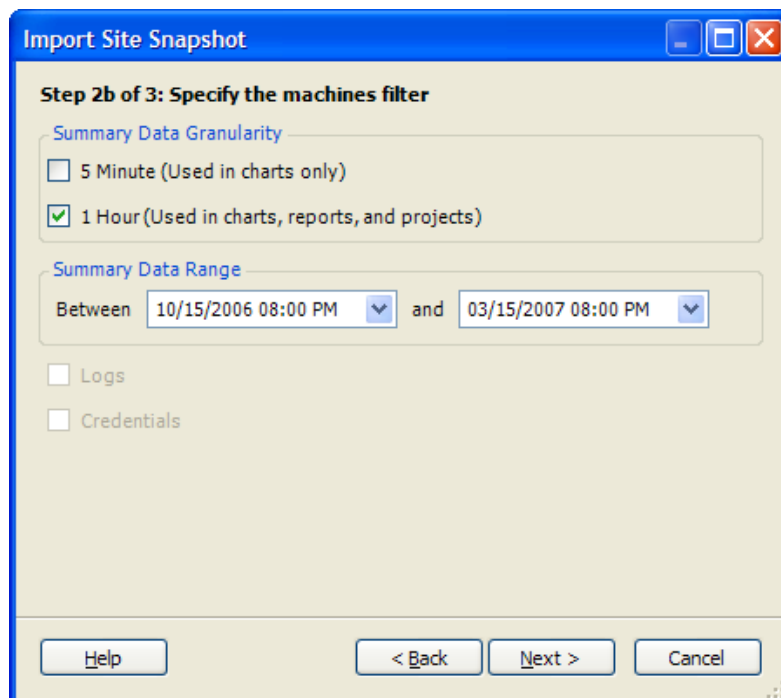 Import Site Snapshot
Step 2b of 3: Specify the machines filter
Summary Data Granularity
5 Minute (Used in charts only)
1 Hour (Used in charts, reports, and projects)
Summary Data Range
Between 10/15/2006 08:00 PM and 03/15/2007 08:00 PM
Logs
Credentials
Help < Back Next > Cancel